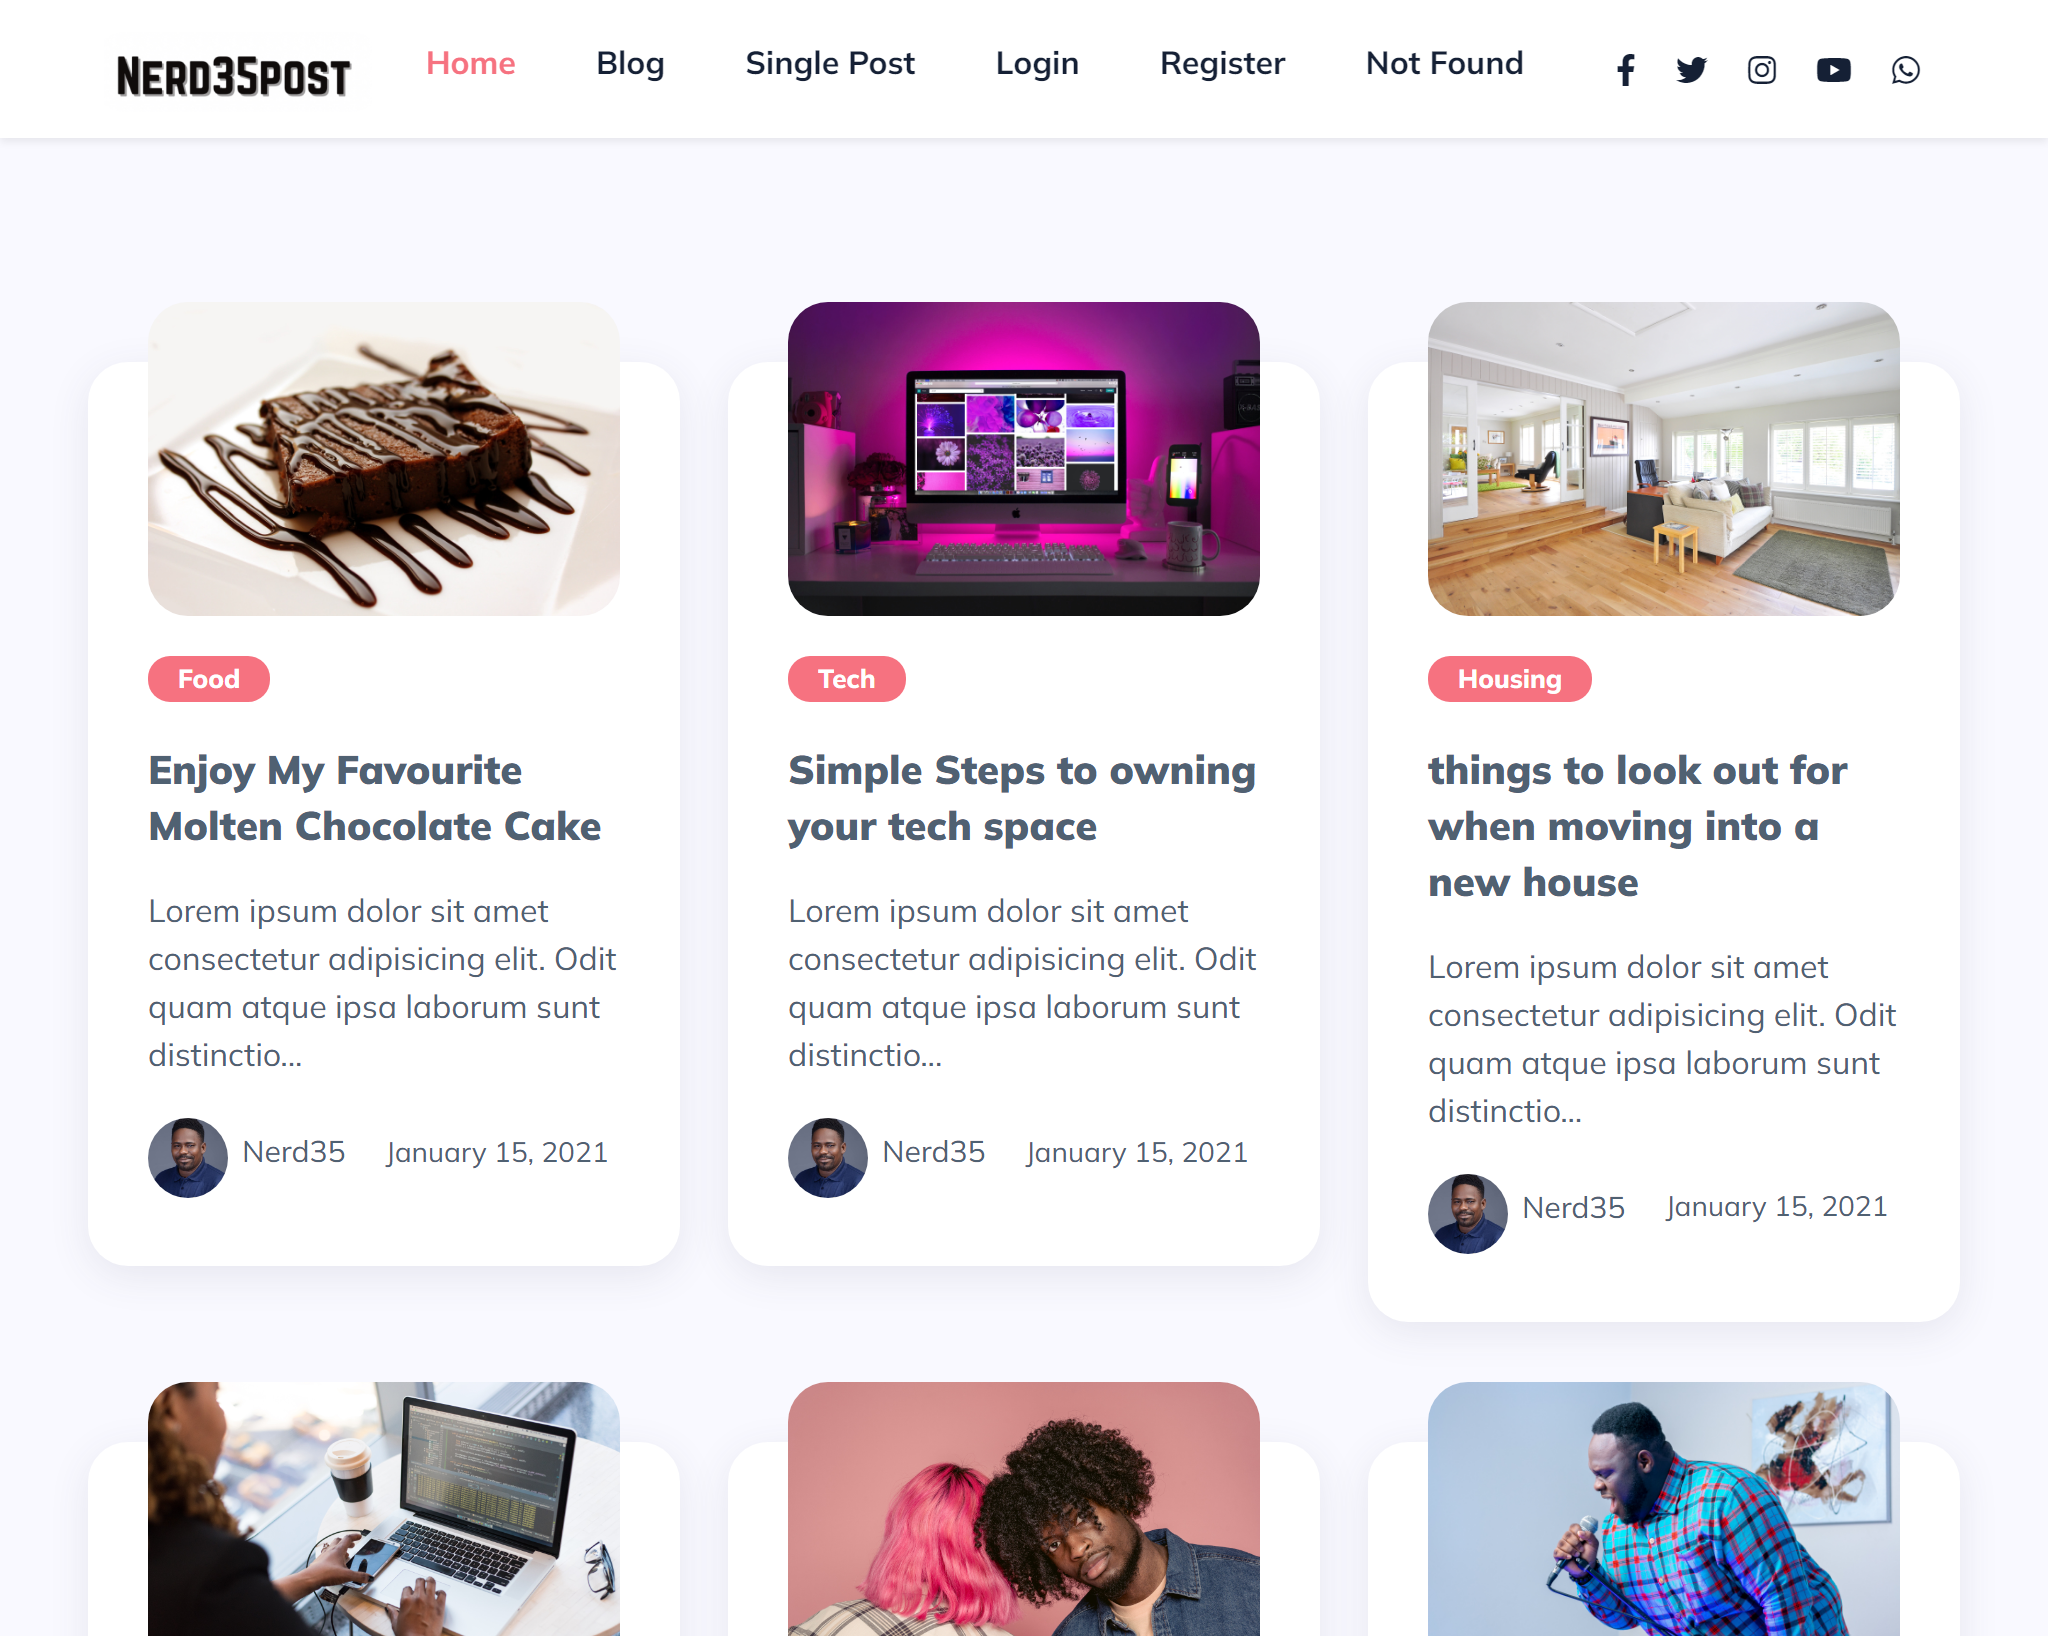 NERD35POST
Home Blog Single Post Login Register Not Found
Food
Enjoy My Favourite
Molten Chocolate Cake
Lorem ipsum dolor sit amet
consectetur adipisicing elit. Odit
quam atque ipsa laborum sunt
distinctio...
Nerd35 January 15, 2021
Tech
Simple Steps to owning
your tech space
Lorem ipsum dolor sit amet
consectetur adipisicing elit. Odit
quam atque ipsa laborum sunt
distinctio...
Nerd35 January 15, 2021
Housing
things to look out for
when moving into a
new house
Lorem ipsum dolor sit amet
consectetur adipisicing elit. Odit
quam atque ipsa laborum sunt
distinctio...
Nerd35 January 15, 2021